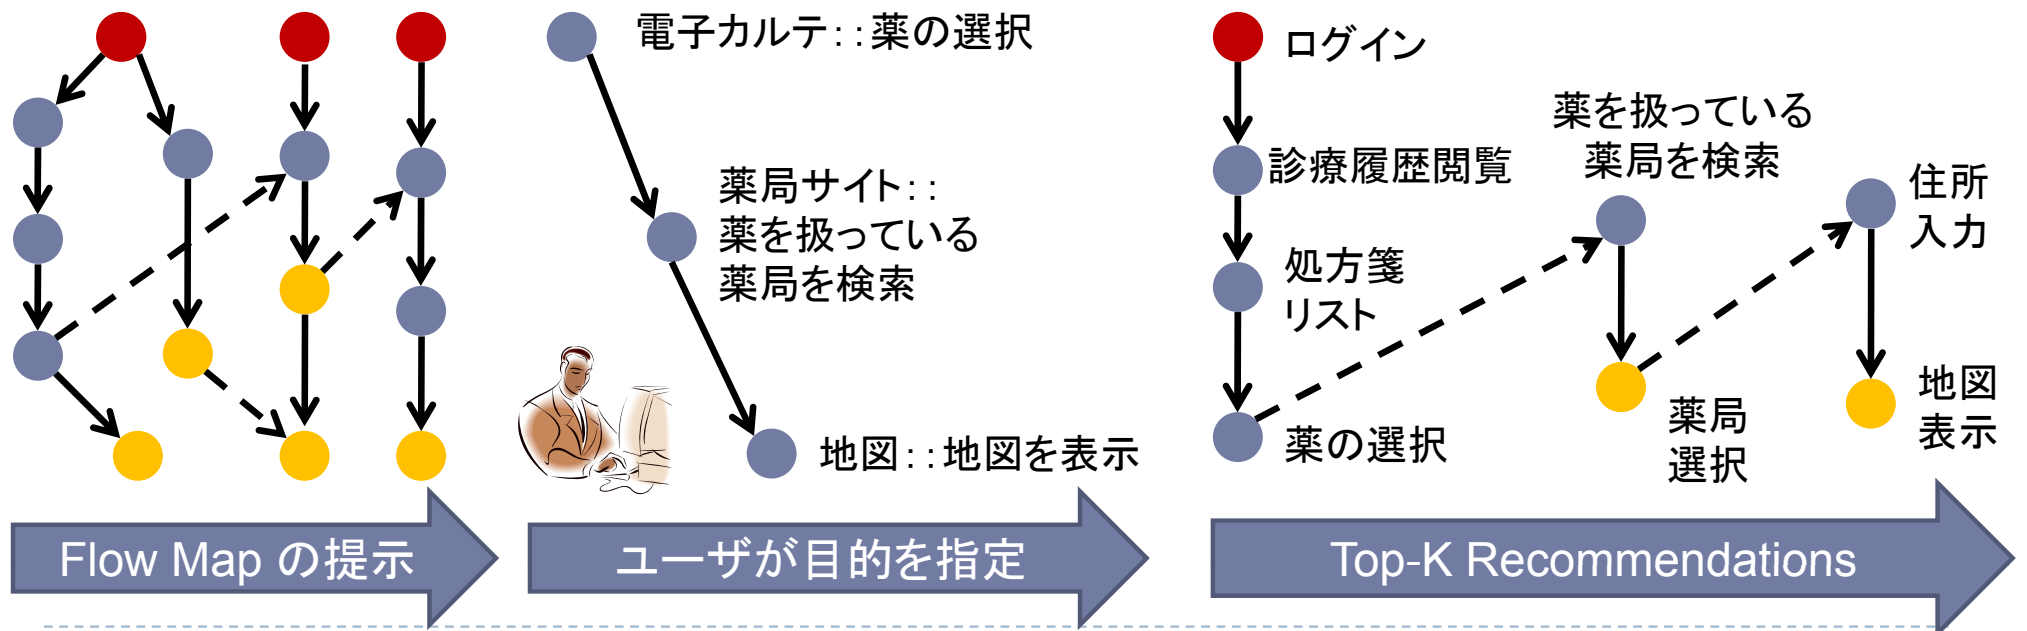 電子カルテ::薬の選択
薬局サイト::
薬を扱っている
薬局を検索
地図::地図を表示
ログイン
診療履歴閲覧
処方箋
リスト
薬の選択
薬を扱っている
薬局を検索
薬局
選択
住所
入力
地図
表示
Flow Map の提示
ユーザが目的を指定
Top-K Recommendations